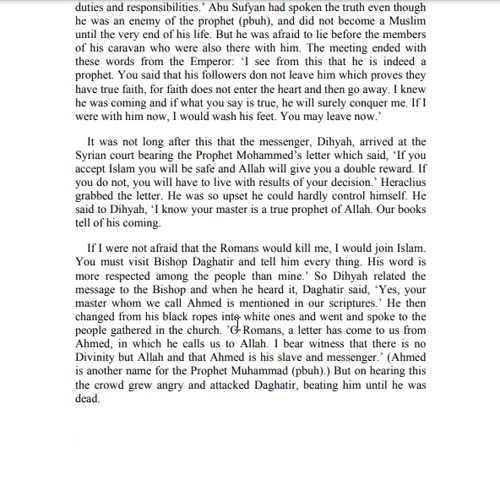 duties and responsibilities.’ Abu Sufyan had spoken the truth even though
he was an enemy of the prophet (pbuh), and did not become a Muslim
until the very end of his life. But he was afraid to lie before the members
of his caravan who were also there with him. The meeting ended with
these words from the Emperor: ‘I see from this that he is indeed a
prophet. You said that his followers don not leave him which proves they
have true faith, for faith does not enter the heart and then go away. I knew
he was coming and if what you say is true, he will surely conquer me. If I
were with him now, I would wash his feet. You may leave now.’
It was not long after this that the messenger, Dihyah, arrived at the
Syrian court bearing the Prophet Mohammed’s letter which said, ‘If you
accept Islam you will be safe and Allah will give you a double reward. If
you do not, you will have to live with results of your decision.’ Heraclius
grabbed the letter. He was so upset he could hardly control himself. He
said to Dihyah, ‘I know your master is a true prophet of Allah. Our books
tell of his coming.
If I were not afraid that the Romans would kill me, I would join Islam.
You must visit Bishop Daghatir and tell him every thing. His word is
more respected among the people than mine.’ So Dihyah related the
message to the Bishop and when he heard it, Daghatir said, ‘Yes, your
master whom we call Ahmed is mentioned in our scriptures.’ He then
changed from his black ropes into white ones and went and spoke to the
people gathered in the church. ’O Romans, a letter has come to us from
Ahmed, in which he calls us to Allah. I bear witness that there is no
Divinity but Allah and that Ahmed is his slave and messenger.’ (Ahmed
is another name for the Prophet Muhammad (pbuh).) But on hearing this
the crowd grew angry and attacked Daghatir, beating him until he was
dead.